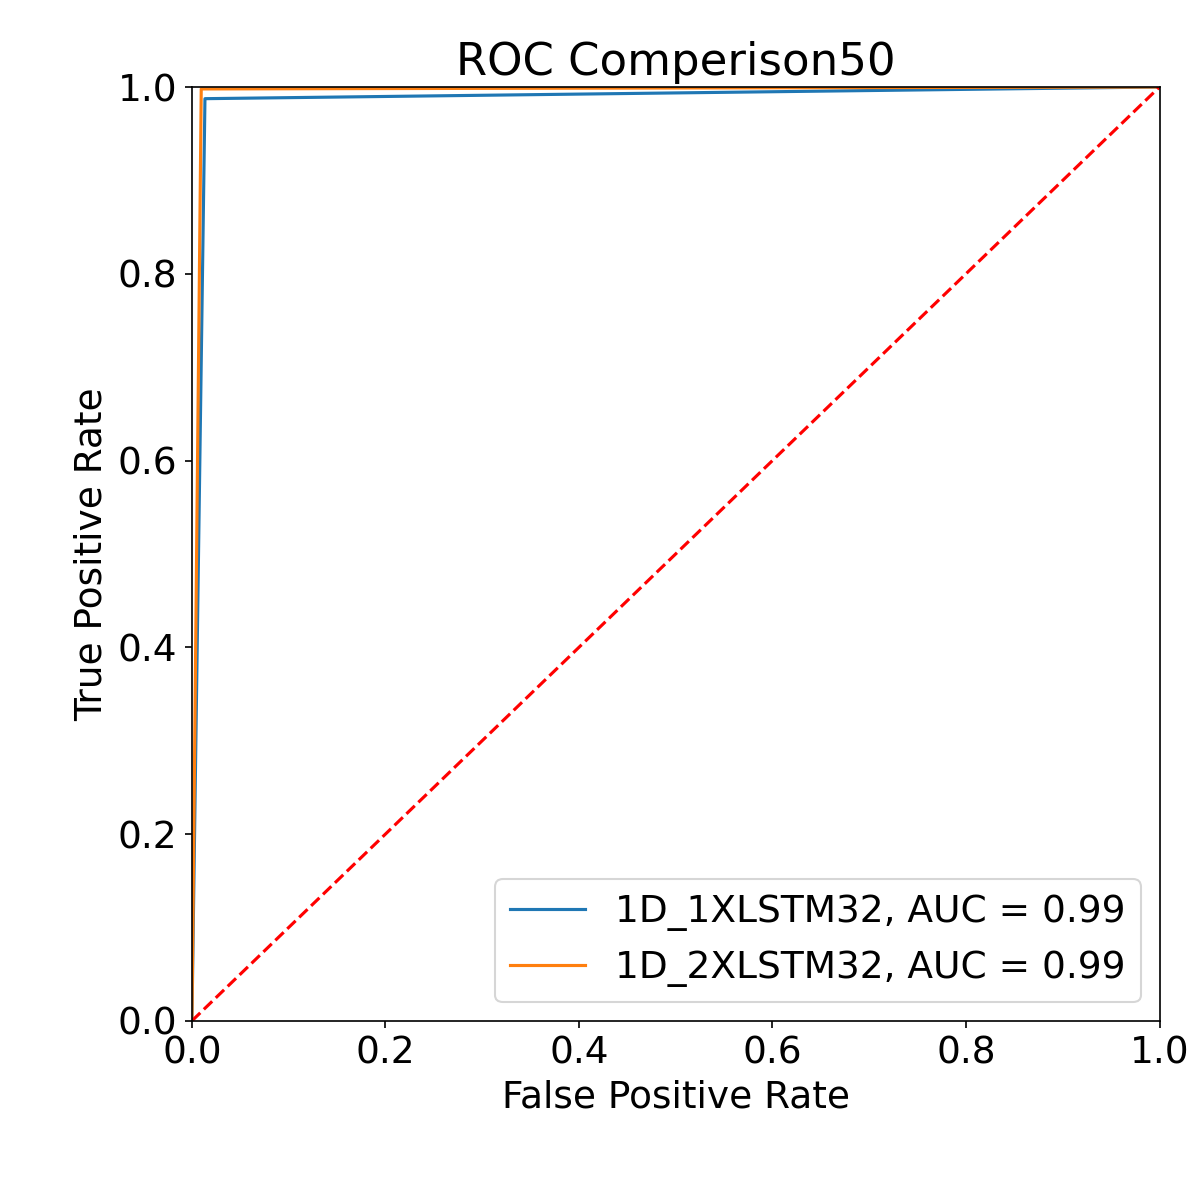 ROC Comperison50
True Positive Rate
1.0
0.8
0.6
0.4
0.2
0.0
1D_1XLSTM32, AUC = 0.99
1D_2XLSTM32, AUC = 0.99
0.0 0.2 0.4 0.6 0.8 1.0
False Positive Rate